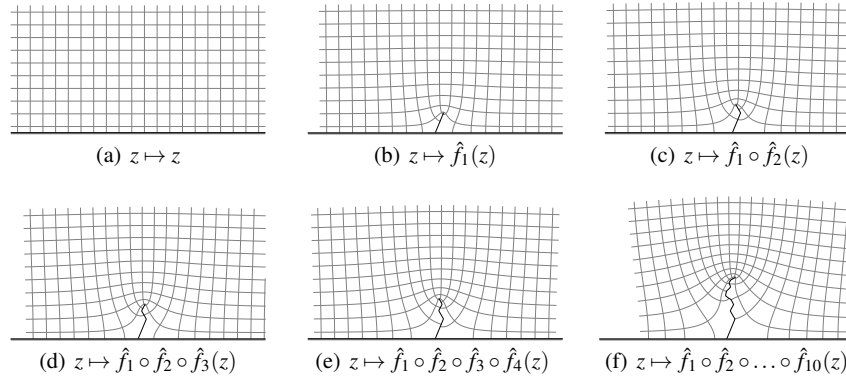 (a) z ↦ z
(b) z ↦ f̂₁(z)
(c) z ↦ f̂₁ ∘ f̂₂(z)
(d) z ↦ f̂₁ ∘ f̂₂ ∘ f̂₃(z)
(e) z ↦ f̂₁ ∘ f̂₂ ∘ f̂₃ ∘ f̂₄(z)
(f) z ↦ f̂₁ ∘ f̂₂ ∘ … ∘ f̂₁₀(z)